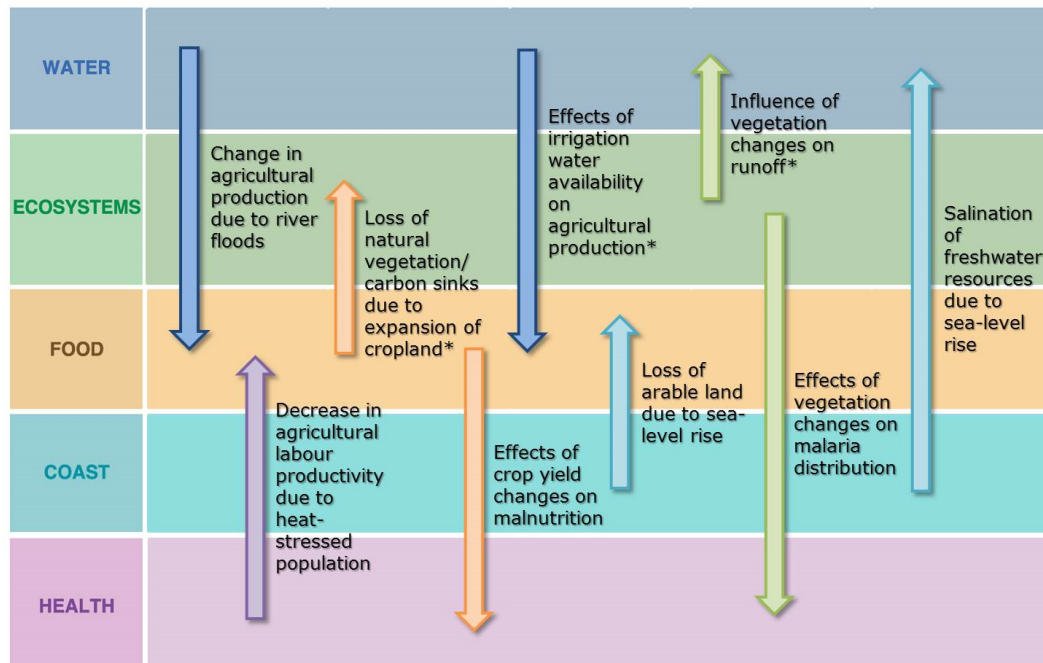 WATER
ECOSYSTEMS
FOOD
COAST
HEALTH
Change in
agricultural
production
due to river
floods
Decrease in
agricultural
labour
productivity
due to
heat-
stressed
population
Loss of
natural
vegetation/
carbon sinks
due to
expansion of
cropland*
Effects of
crop yield
changes on
malnutrition
Effects of
irrigation
water
availability
on
agricultural
production*
Loss of
arable land
due to sea-
level rise
Influence of
vegetation
changes on
runoff*
Effects of
vegetation
changes on
malaria
distribution
Salination of
freshwater
resources
due to
sea-level
rise